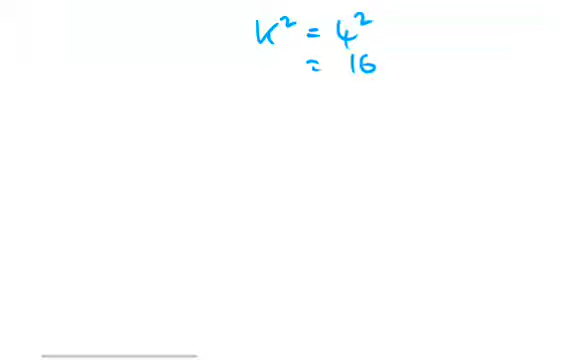 k² = 4²
= 16